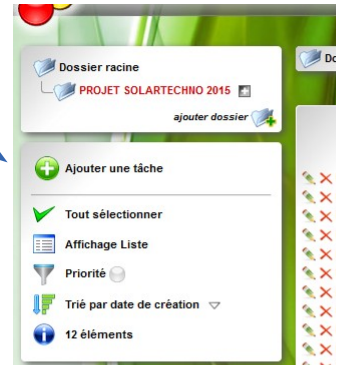 Dossier racine
PROJET SOLARTECHNO 2015
ajouter dossier
Ajouter une tâche
Tout sélectionner
Affichage Liste
Priorité
Trié par date de création
12 éléments